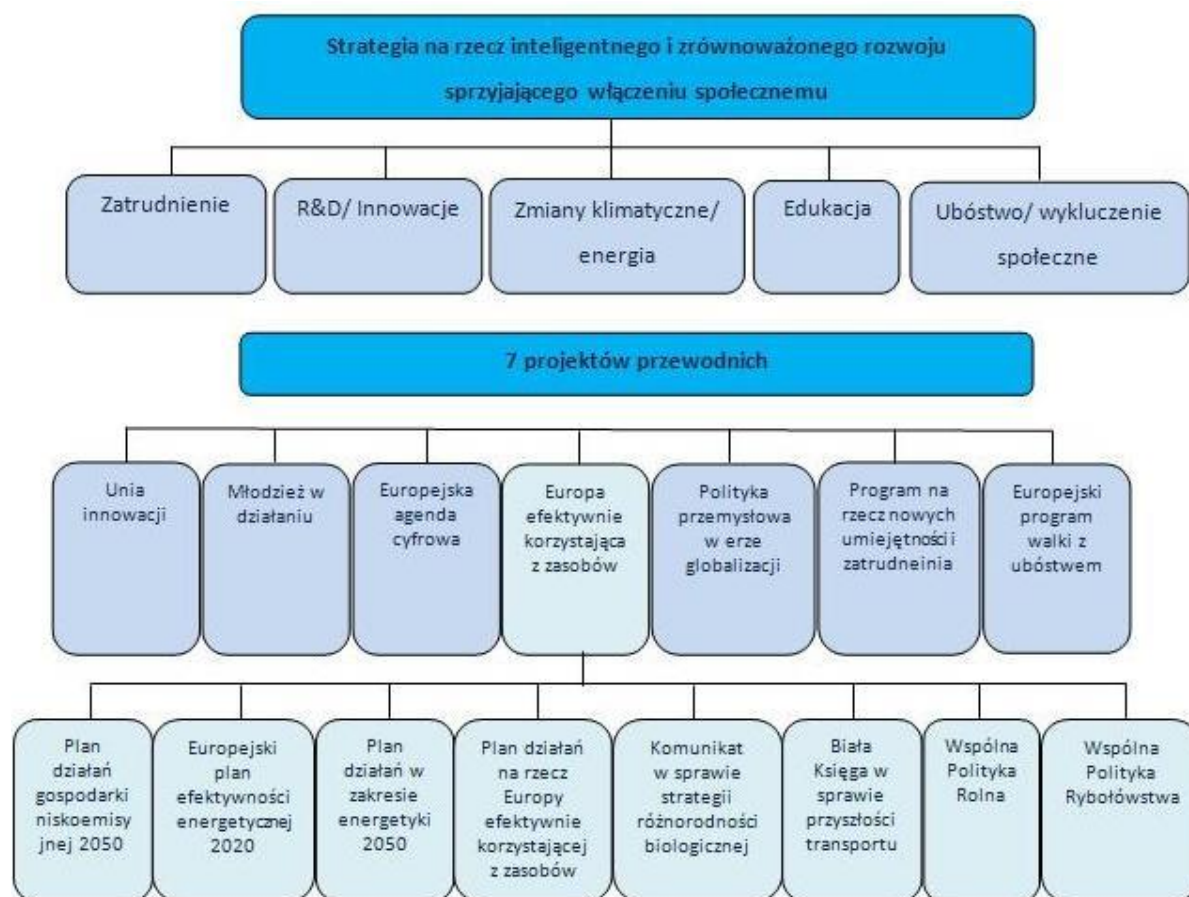 Strategia na rzecz inteligentnego i zrównoważonego rozwoju
sprzyjającego włączeniu społecznemu
Zatrudnienie
R&D/ Innowacje
Zmiany klimatyczne/
energia
Edukacja
Ubóstwo/ wykluczenie
społeczne
7 projektów przewodnich
Unia
innowacji
Młodzież w
działaniu
Europejska
agenda
cyfrowa
Europa
efektywnie
korzystająca
z zasobów
Polityka
przemysłowa
w erze
globalizacji
Program na
rzecz nowych
umiejętności i
zatrudneinia
Europejski
program
walki z
ubóstwem
Plan
działań
gospodarki
niskoemisy
jnej 2050
Europejski
plan
efektywności
energetycznej
2020
Plan
działań w
zakresie
energetyki
2050
Plan działań
na rzecz
Europy
efektywnie
korzystającej
z zasobów
Komunikat
w sprawie
strategii
różnorodności
biologicznej
Biała
Księga w
sprawie
przyszłości
transportu
Wspólna
Polityka
Rolna
Wspólna
Polityka
Rybołówstwa